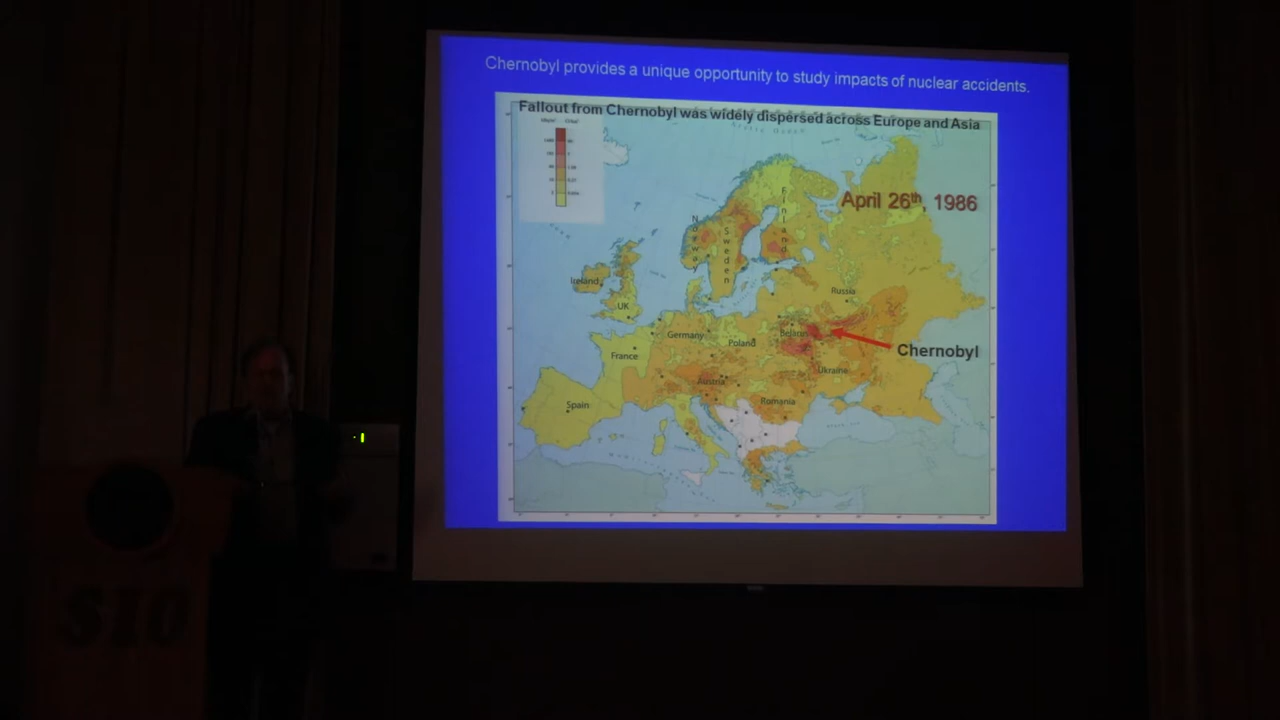 Chernobyl provides a unique opportunity to study impacts of nuclear accidents.
Fallout from Chernobyl was widely dispersed across Europe and Asia
April 26th, 1986
Norway
Sweden
Finland
Ireland
UK
Russia
Germany
Poland
Belarus
Chernobyl
France
Ukraine
Austria
Spain
Romania
SIO